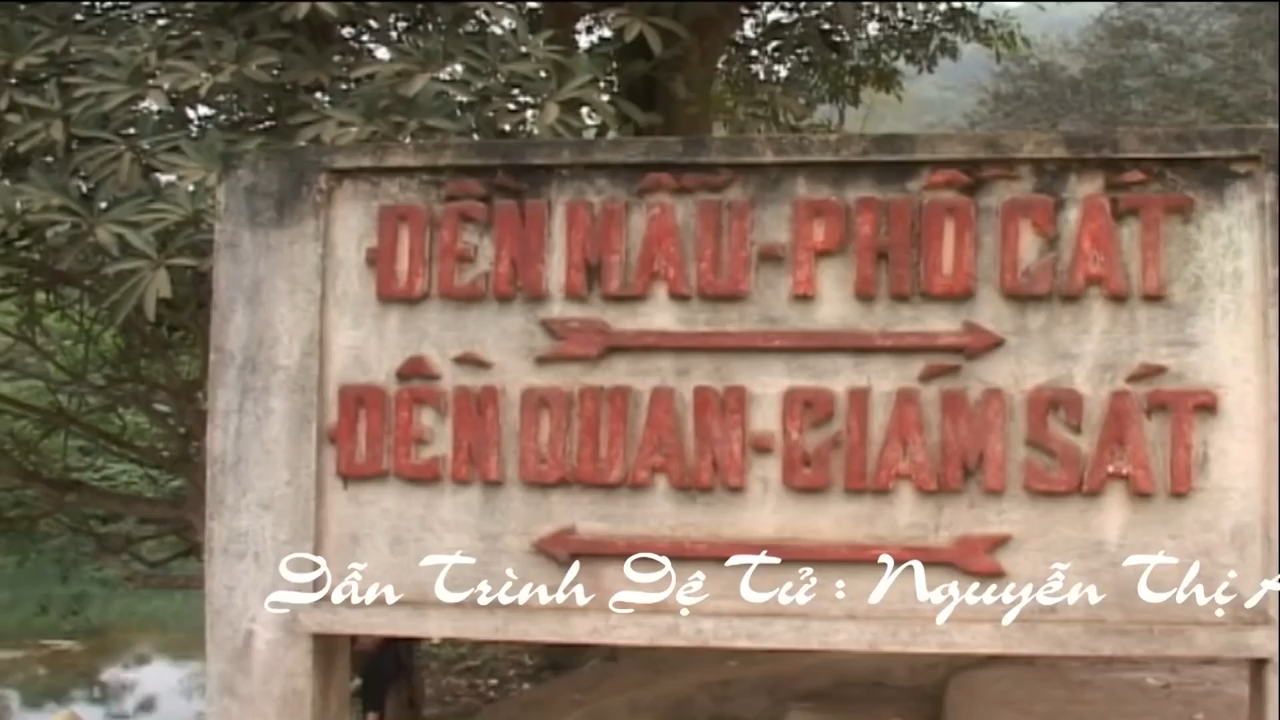 ĐỀN MẪU-PHỐ CÁT
ĐỀN QUAN-GIÁM SÁT
Dẫn Trình Đệ Tử : Nguyễn Thị